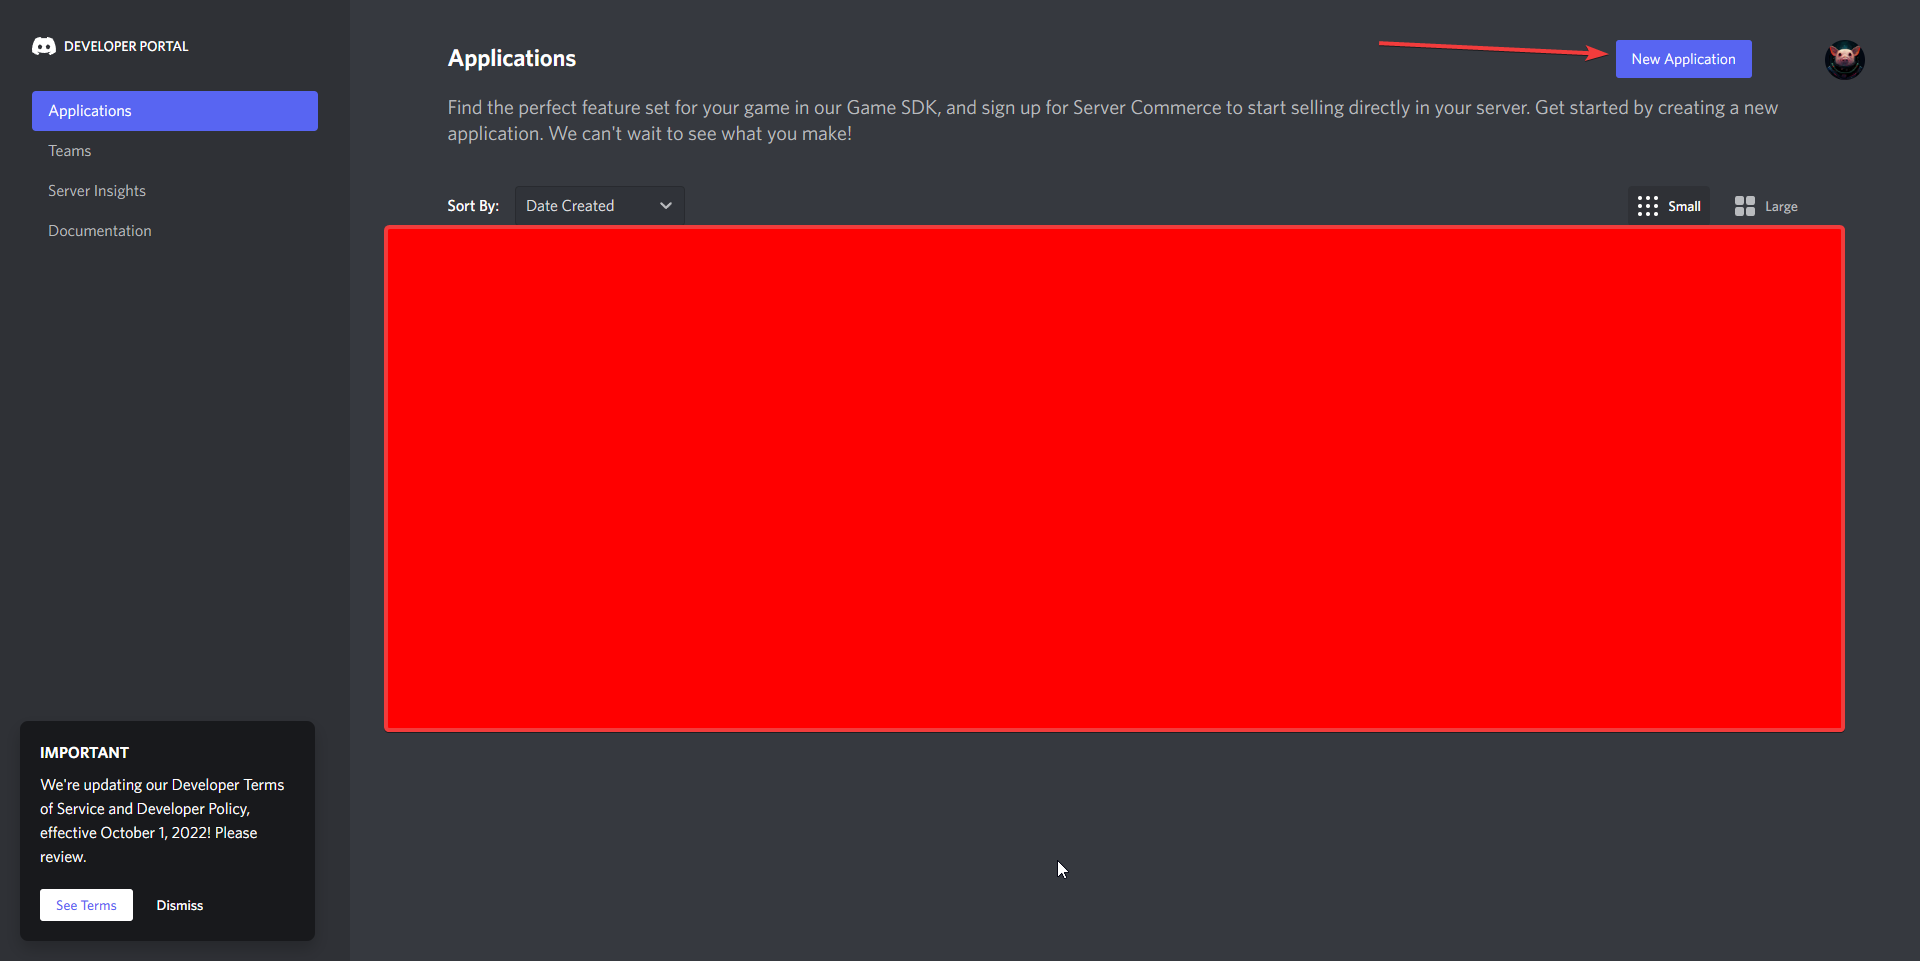 DEVELOPER PORTAL
Applications
Teams
Server Insights
Documentation
Applications
New Application
Find the perfect feature set for your game in our Game SDK, and sign up for Server Commerce to start selling directly in your server. Get started by creating a new
application. We can't wait to see what you make!
Sort By: Date Created
Small Large
IMPORTANT
We're updating our Developer Terms
of Service and Developer Policy,
effective October 1, 2022! Please
review.
See Terms Dismiss